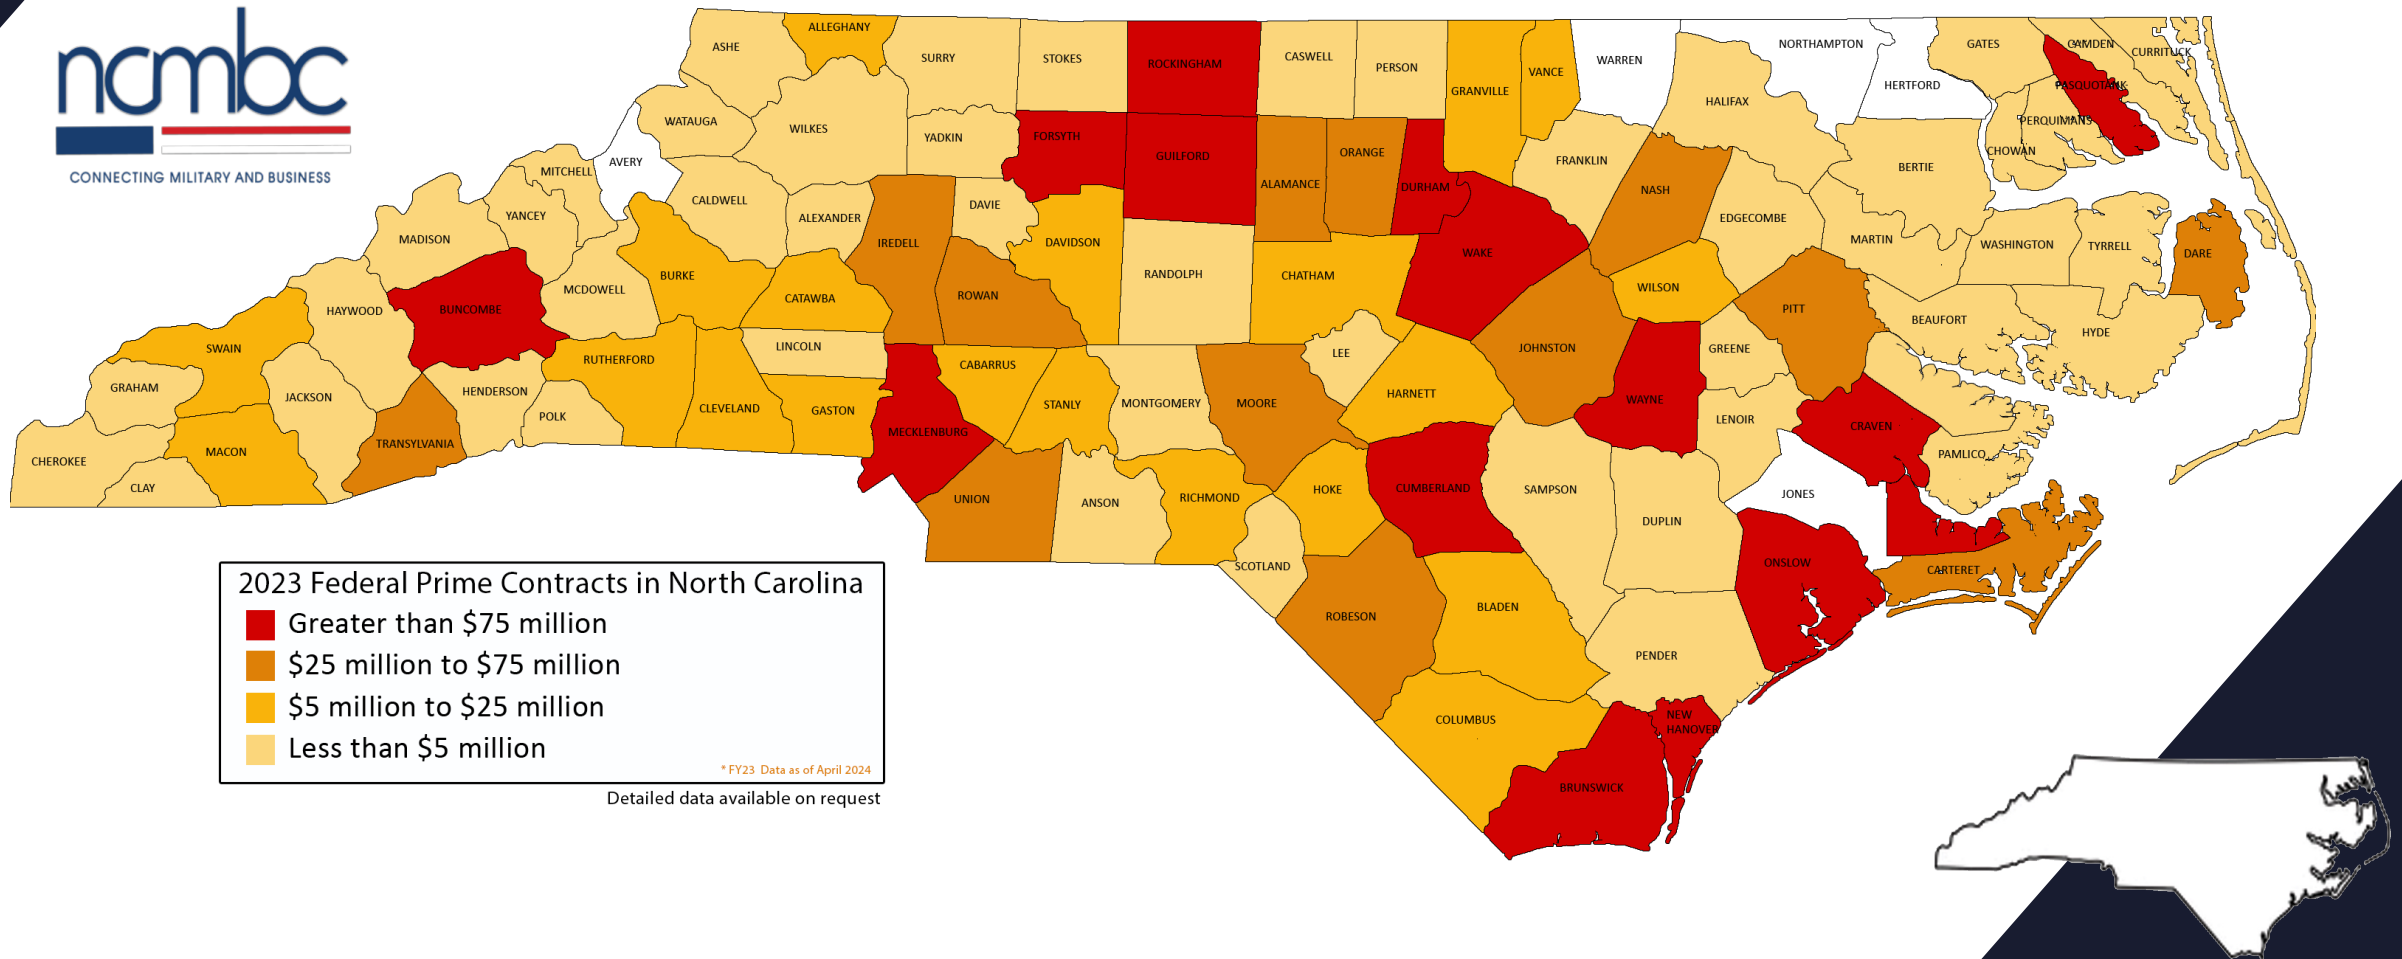 ncmbc
CONNECTING MILITARY AND BUSINESS
ALLEGHANY
ASHE
SURRY
STOKES
ROCKINGHAM
CASWELL
PERSON
GRANVILLE
VANCE
WARREN
NORTHAMPTON
HERTFORD
GATES
CAMDEN
CURRITUCK
PASQUOTANK
PERQUIMANS
CHOWAN
HALIFAX
WATAUGA
WILKES
YADKIN
FORSYTH
GUILFORD
ALAMANCE
ORANGE
DURHAM
FRANKLIN
NASH
BERTIE
AVERY
MITCHELL
YANCEY
CALDWELL
ALEXANDER
DAVIE
EDGECOMBE
MADISON
IREDELL
DAVIDSON
WAKE
MARTIN
WASHINGTON
TYRRELL
DARE
BURKE
MCDOWELL
CATAWBA
ROWAN
RANDOLPH
CHATHAM
WILSON
PITT
BUNCOMBE
HAYWOOD
BEAUFORT
HYDE
SWAIN
RUTHERFORD
LINCOLN
CABARRUS
LEE
JOHNSTON
GREENE
GRAHAM
JACKSON
HENDERSON
POLK
CLEVELAND
GASTON
STANLY
MONTGOMERY
MOORE
HARNETT
WAYNE
LENOIR
CRAVEN
MECKLENBURG
TRANSYLVANIA
MACON
CHEROKEE
CLAY
PAMLICO
UNION
ANSON
RICHMOND
HOKE
CUMBERLAND
SAMPSON
DUPLIN
JONES
SCOTLAND
ONSLOW
CARTERET
ROBESON
BLADEN
PENDER
COLUMBUS
NEW
HANOVER
BRUNSWICK
2023 Federal Prime Contracts in North Carolina
Greater than $75 million
$25 million to $75 million
$5 million to $25 million
Less than $5 million
* FY23 Data as of April 2024
Detailed data available on request